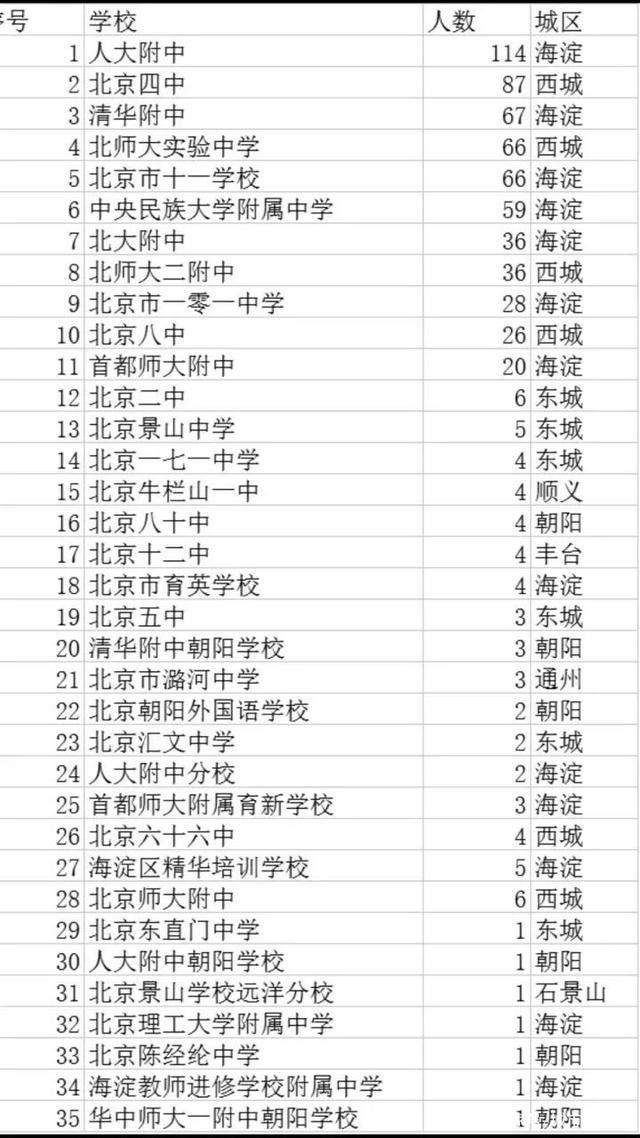 序号 学校 人数 城区
1 人大附中 114 海淀
2 北京四中 87 西城
3 清华附中 67 海淀
4 北师大实验中学 66 西城
5 北京市十一学校 66 海淀
6 中央民族大学附属中学 59 海淀
7 北大附中 36 海淀
8 北师大二附中 36 西城
9 北京市一零一中学 28 海淀
10 北京八中 26 西城
11 首都师大附中 20 海淀
12 北京二中 6 东城
13 北京景山中学 5 东城
14 北京一七一中学 4 东城
15 北京牛栏山一中 4 顺义
16 北京八十中 4 朝阳
17 北京十二中 4 丰台
18 北京市育英学校 4 海淀
19 北京五中 3 东城
20 清华附中朝阳学校 3 朝阳
21 北京市潞河中学 3 通州
22 北京朝阳外国语学校 2 朝阳
23 北京汇文中学 2 东城
24 人大附中分校 2 海淀
25 首都师大附属育新学校 3 海淀
26 北京六十六中 4 西城
27 海淀区精华培训学校 5 海淀
28 北京师大附中 6 西城
29 北京东直门中学 1 东城
30 人大附中朝阳学校 1 朝阳
31 北京景山学校远洋分校 1 石景山
32 北京理工大学附属中学 1 海淀
33 北京陈经纶中学 1 朝阳
34 海淀教师进修学校附属中学 1 海淀
35 华中师大一附中朝阳学校 1 朝阳